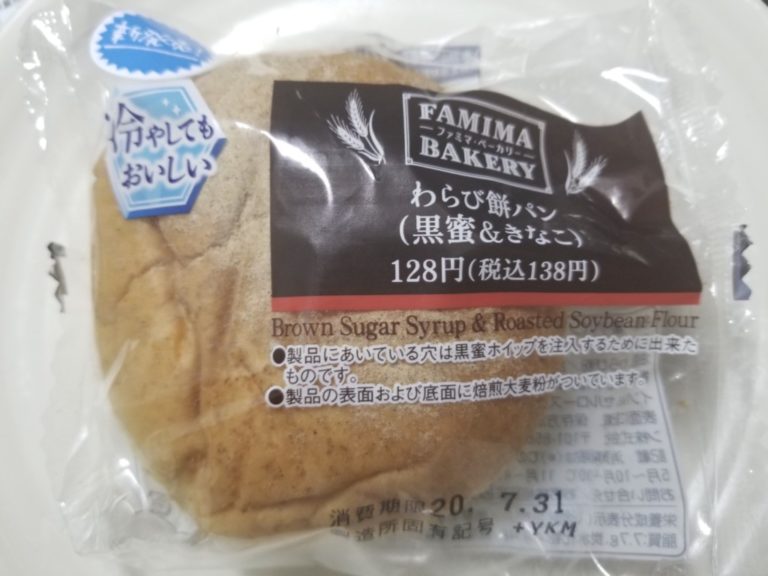 新発売!
冷やしても
おいしい
FAMIMA
ファミマ・ベーカリー
BAKERY
わらび餅パン
(黒蜜&きなこ)
128円(税込138円)
Brown Sugar Syrup & Roasted Soybean Flour
●製品にあいている穴は黒蜜ホイップを注入するために出来た
ものです。
●製品の表面および底面に焙煎大麦粉がついています。
消費期限 20. 7.31
製造所固有記号 +YKM